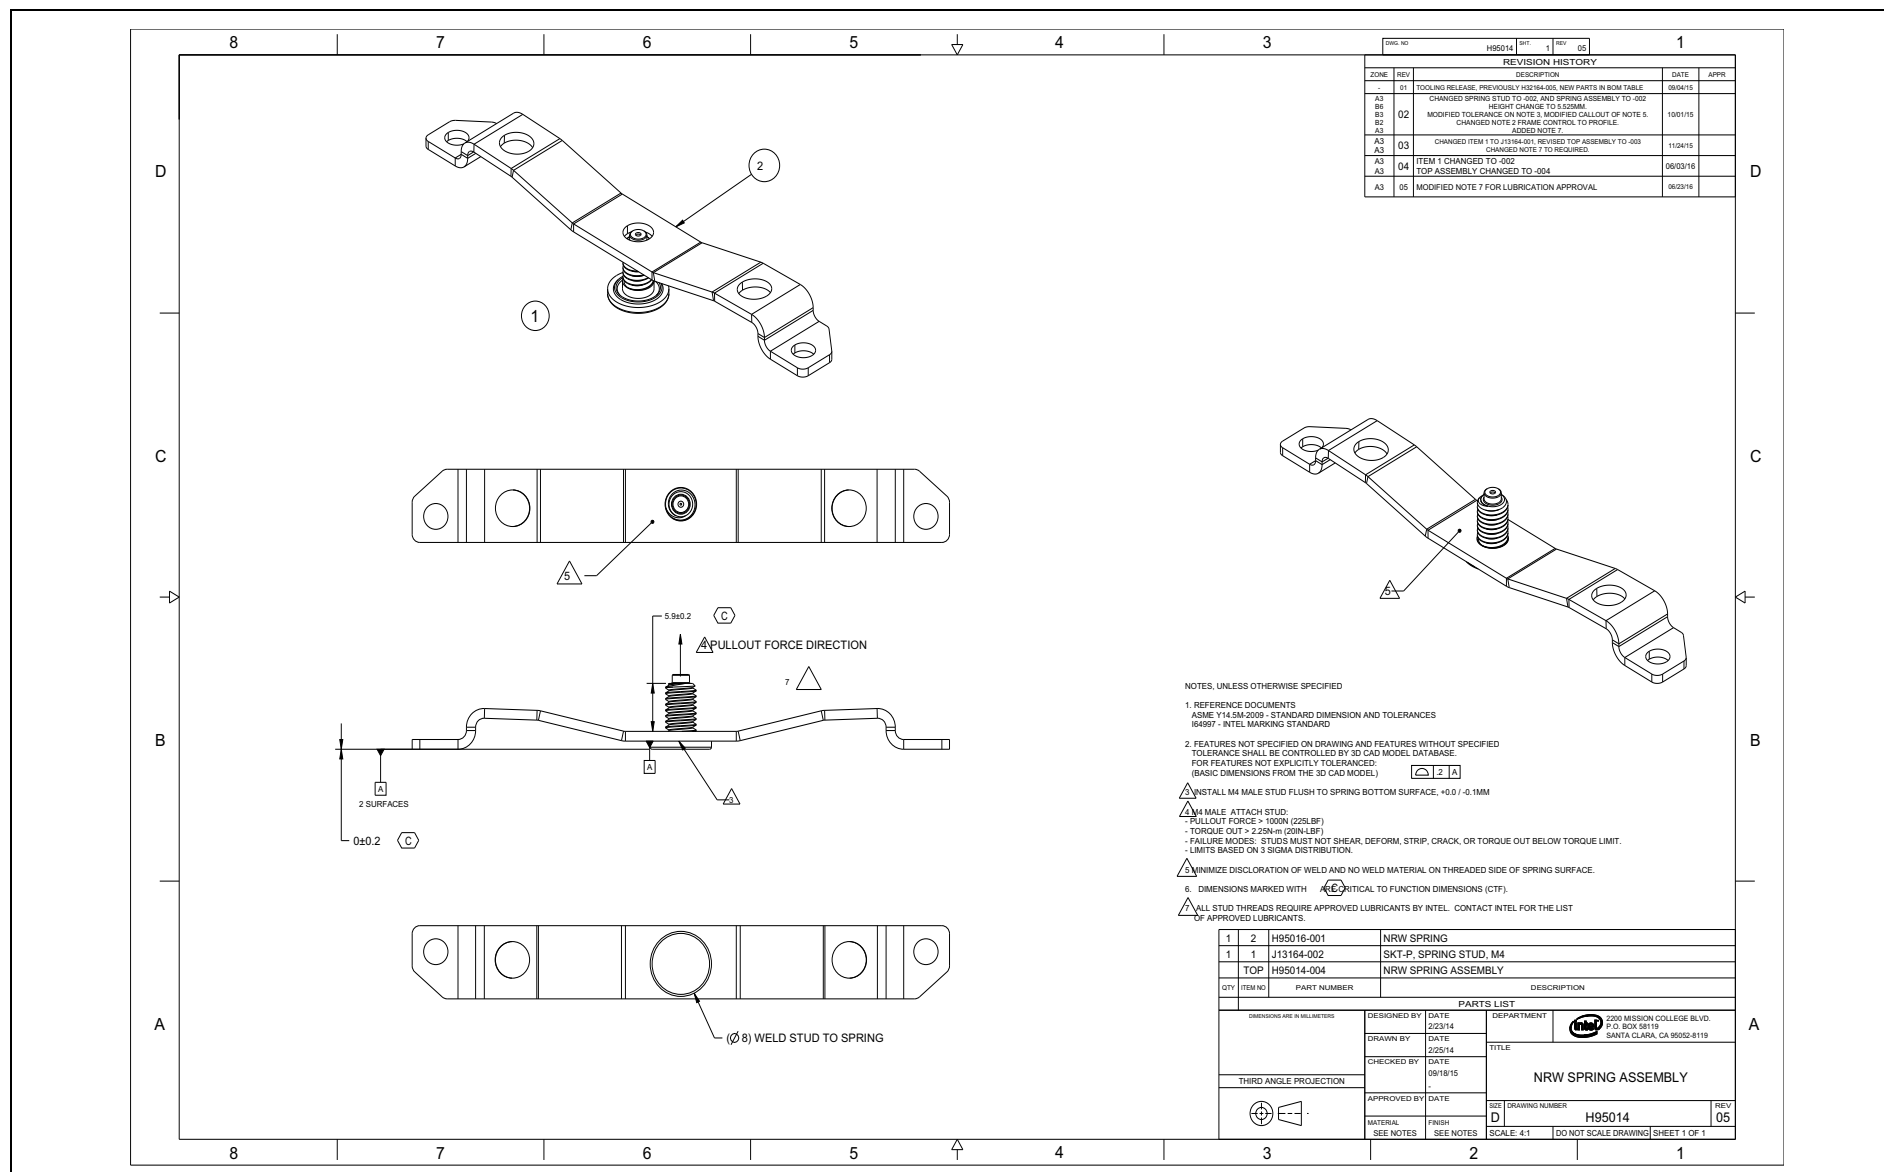 8 7 6 5 4 3 2 1
DWG. NO H95014 SHT. 1 REV 05
REVISION HISTORY
ZONE REV DESCRIPTION DATE APPR
- 01 TOOLING RELEASE, PREVIOUSLY H32164-005, NEW PARTS IN BOM TABLE 09/04/15
A3 CHANGED SPRING STUD TO -002, AND SPRING ASSEMBLY TO -002
B6 HEIGHT CHANGE TO 5.525MM.
B3 02 MODIFIED TOLERANCE ON NOTE 3, MODIFIED CALLOUT OF NOTE 5. 10/01/15
B2 CHANGED NOTE 2 FRAME CONTROL TO PROFILE.
A3 ADDED NOTE 7.
A3 03 CHANGED ITEM 1 TO J13164-001, REVISED TOP ASSEMBLY TO -003 11/24/15
A3 CHANGED NOTE 7 TO REQUIRED.
A3 04 ITEM 1 CHANGED TO -002 06/03/16
A3 TOP ASSEMBLY CHANGED TO -004
A3 05 MODIFIED NOTE 7 FOR LUBRICATION APPROVAL 06/23/16
D D
2
1
C C
5
5
5.9±0.2 C
4 PULLOUT FORCE DIRECTION
7
B B
A
A
2 SURFACES
3
0±0.2 C
NOTES, UNLESS OTHERWISE SPECIFIED
1. REFERENCE DOCUMENTS
ASME Y14.5M-2009 - STANDARD DIMENSION AND TOLERANCES
I64997 - INTEL MARKING STANDARD
2. FEATURES NOT SPECIFIED ON DRAWING AND FEATURES WITHOUT SPECIFIED
TOLERANCE SHALL BE CONTROLLED BY 3D CAD MODEL DATABASE.
FOR FEATURES NOT EXPLICITLY TOLERANCED:
(BASIC DIMENSIONS FROM THE 3D CAD MODEL) .2 A
3 INSTALL M4 MALE STUD FLUSH TO SPRING BOTTOM SURFACE, +0.0 / -0.1MM
4 M4 MALE ATTACH STUD:
- PULLOUT FORCE > 1000N (225LBF)
- TORQUE OUT > 2.25N-m (20IN-LBF)
- FAILURE MODES: STUDS MUST NOT SHEAR, DEFORM, STRIP, CRACK, OR TORQUE OUT BELOW TORQUE LIMIT.
- LIMITS BASED ON 3 SIGMA DISTRIBUTION.
5 MINIMIZE DISCLORATION OF WELD AND NO WELD MATERIAL ON THREADED SIDE OF SPRING SURFACE.
6. DIMENSIONS MARKED WITH C ARE CRITICAL TO FUNCTION DIMENSIONS (CTF).
7 ALL STUD THREADS REQUIRE APPROVED LUBRICANTS BY INTEL. CONTACT INTEL FOR THE LIST
OF APPROVED LUBRICANTS.
A A
(Ø 8) WELD STUD TO SPRING
1 2 H95016-001 NRW SPRING
1 1 J13164-002 SKT-P, SPRING STUD, M4
TOP H95014-004 NRW SPRING ASSEMBLY
QTY ITEM NO PART NUMBER DESCRIPTION
PARTS LIST
DIMENSIONS ARE IN MILLIMETERS
THIRD ANGLE PROJECTION
DESIGNED BY DATE
2/23/14
DRAWN BY DATE
2/25/14
CHECKED BY DATE
09/18/15
-
APPROVED BY DATE
MATERIAL FINISH
SEE NOTES SEE NOTES
DEPARTMENT
intel
2200 MISSION COLLEGE BLVD.
P.O. BOX 58119
SANTA CLARA, CA 95052-8119
TITLE
NRW SPRING ASSEMBLY
SIZE DRAWING NUMBER REV
D H95014 05
SCALE: 4:1 DO NOT SCALE DRAWING SHEET 1 OF 1
8 7 6 5 4 3 2 1